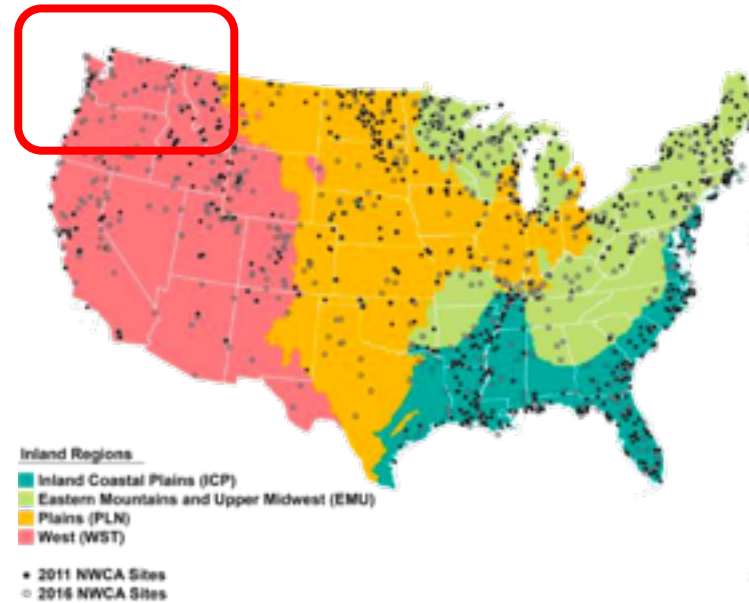 Inland Regions
Inland Coastal Plains (ICP)
Eastern Mountains and Upper Midwest (EMU)
Plains (PLN)
West (WST)
2011 NWCA Sites
2016 NWCA Sites